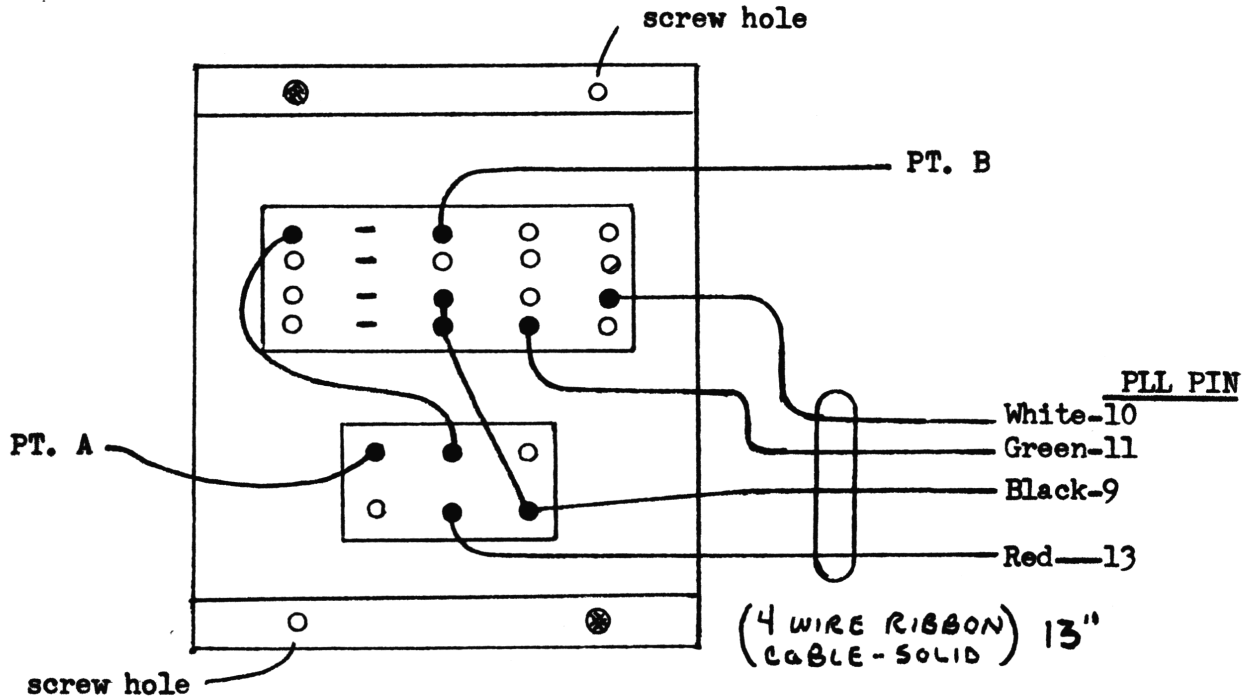 screw hole
PT. B
PLL PIN
White-10
Green-11
PT. A
Black-9
Red—13
(4 WIRE RIBBON) 13"
CABLE-SOLID
screw hole